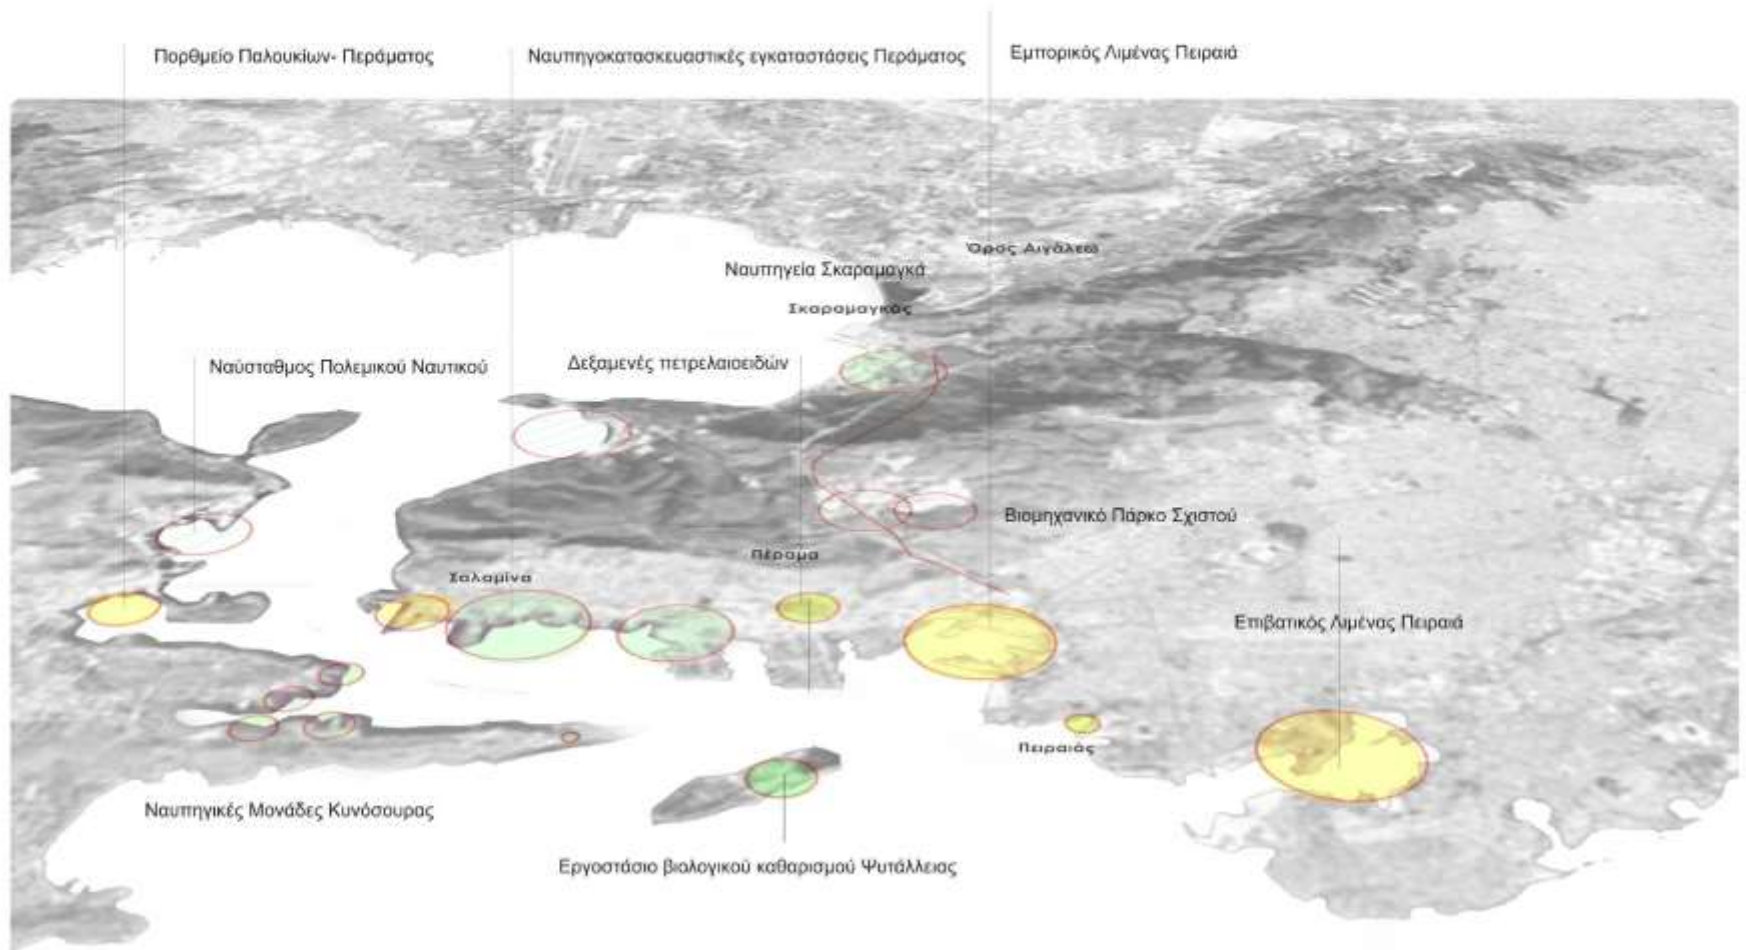 Πορθμείο Παλουκίων- Περάματος
Ναυπηγοκατασκευαστικές εγκαταστάσεις Περάματος
Εμπορικός Λιμένας Πειραιά
Όρος Αιγάλεω
Ναυπηγεία Σκαραμαγκά
Σκαραμαγκάς
Ναύσταθμος Πολεμικού Ναυτικού
Δεξαμενές πετρελαιοειδών
Βιομηχανικό Πάρκο Σχιστού
Πέραμα
Σαλαμίνα
Επιβατικός Λιμένας Πειραιά
Πειραιάς
Ναυπηγικές Μονάδες Κυνόσουρας
Εργοστάσιο βιολογικού καθαρισμού Ψυτάλλειας